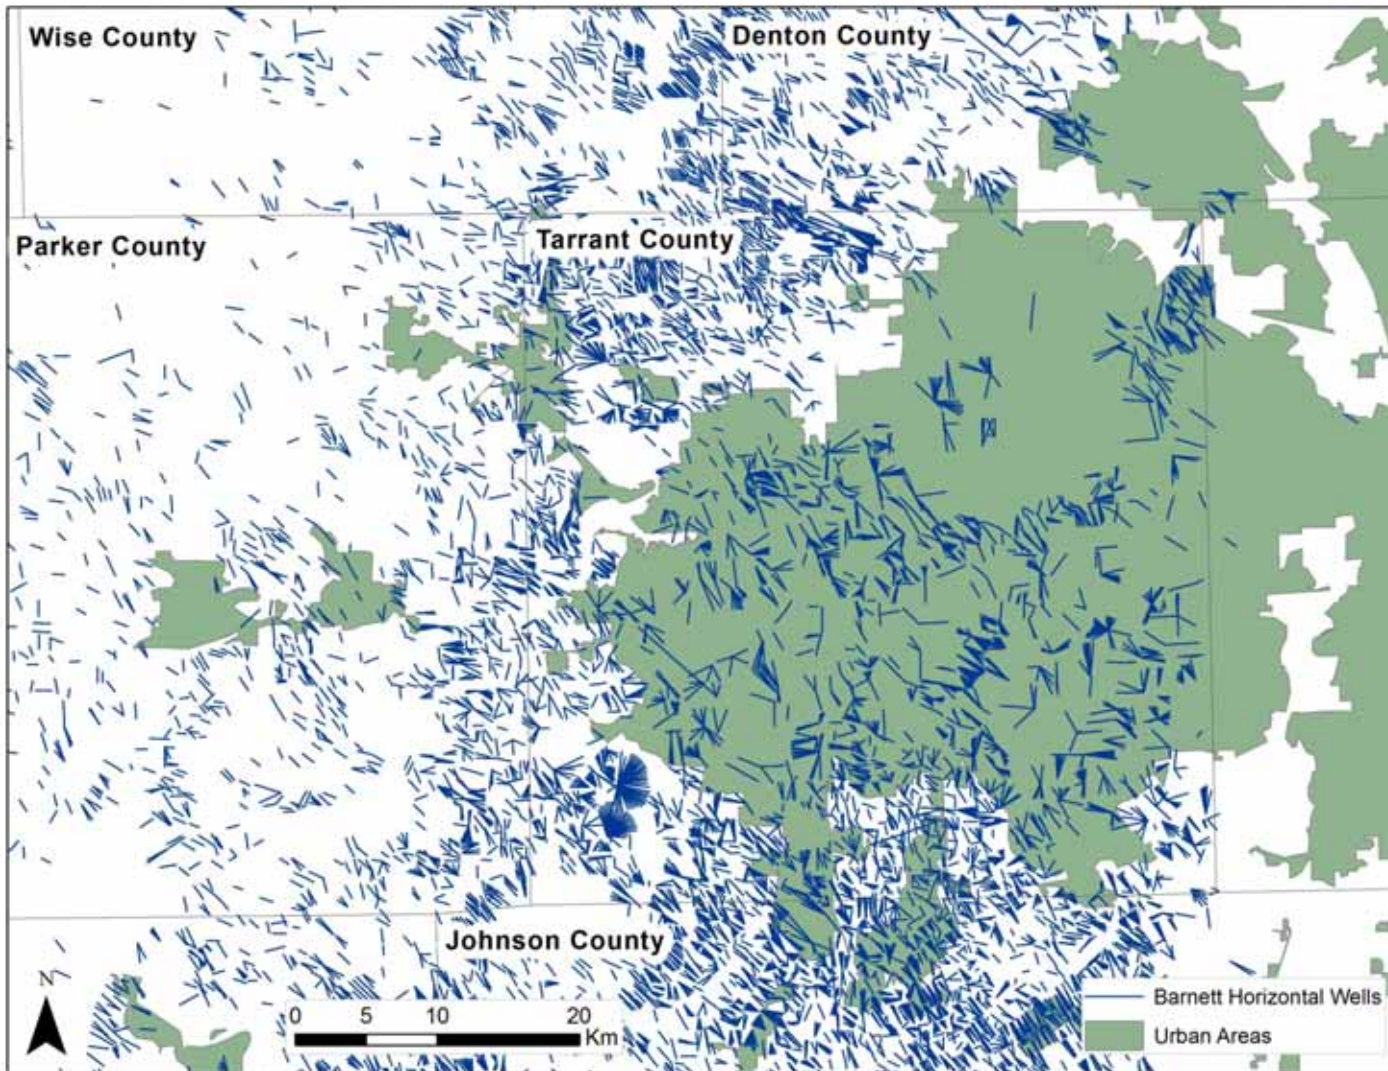 Wise County
Denton County
Parker County
Tarrant County
Johnson County
N
0 5 10 20
Km
Barnett Horizontal Wells
Urban Areas